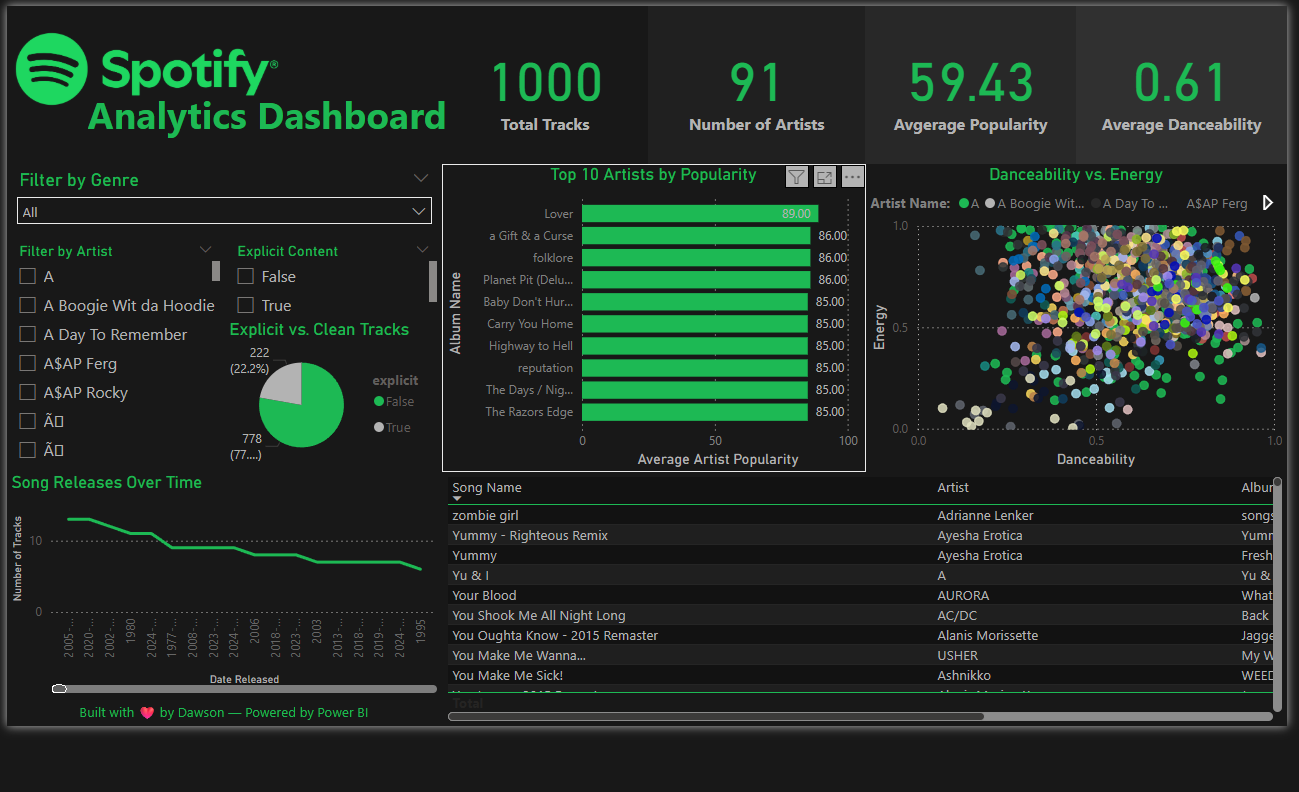 Spotify®
Analytics Dashboard
1000
Total Tracks
91
Number of Artists
59.43
Avgerage Popularity
0.61
Average Danceability
Filter by Genre
All
Filter by Artist
A
A Boogie Wit da Hoodie
A Day To Remember
A$AP Ferg
A$AP Rocky
Ã
Ã
Explicit Content
False
True
Explicit vs. Clean Tracks
222
(22.2%)
778
(77....)
explicit
False
True
Top 10 Artists by Popularity
Album Name
Lover 89.00
a Gift & a Curse 86.00
folklore 86.00
Planet Pit (Delu... 86.00
Baby Don't Hur... 85.00
Carry You Home 85.00
Highway to Hell 85.00
reputation 85.00
The Days / Nig... 85.00
The Razors Edge 85.00
0 50 100
Average Artist Popularity
Danceability vs. Energy
Artist Name: A A Boogie Wit... A Day To ... A$AP Ferg
Energy
1.0
0.5
0.0
0.0 0.5 1.0
Danceability
Song Releases Over Time
Number of Tracks
10
0
2005-... 2020-... 2002-... 1980 2024-... 1977-... 2008-... 2023-... 2024-... 2006 2018-... 2023-... 2003 2013-... 2018-... 2019-... 2024-... 1995
Date Released
Built with ❤️ by Dawson — Powered by Power BI
Song Name Artist Albur
zombie girl Adrianne Lenker songs
Yummy - Righteous Remix Ayesha Erotica Yumr
Yummy Ayesha Erotica Fresh
Yu & I A Yu &
Your Blood AURORA What
You Shook Me All Night Long AC/DC Back
You Oughta Know - 2015 Remaster Alanis Morissette Jagge
You Make Me Wanna... USHER My W
You Make Me Sick! Ashnikko WEED
Total